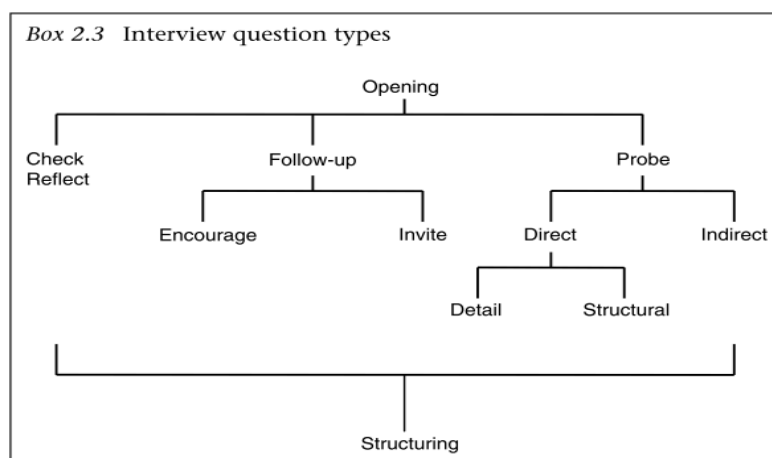 Box 2.3 Interview question types
Opening
Check Follow-up Probe
Reflect
Encourage Invite Direct Indirect
Detail Structural
Structuring